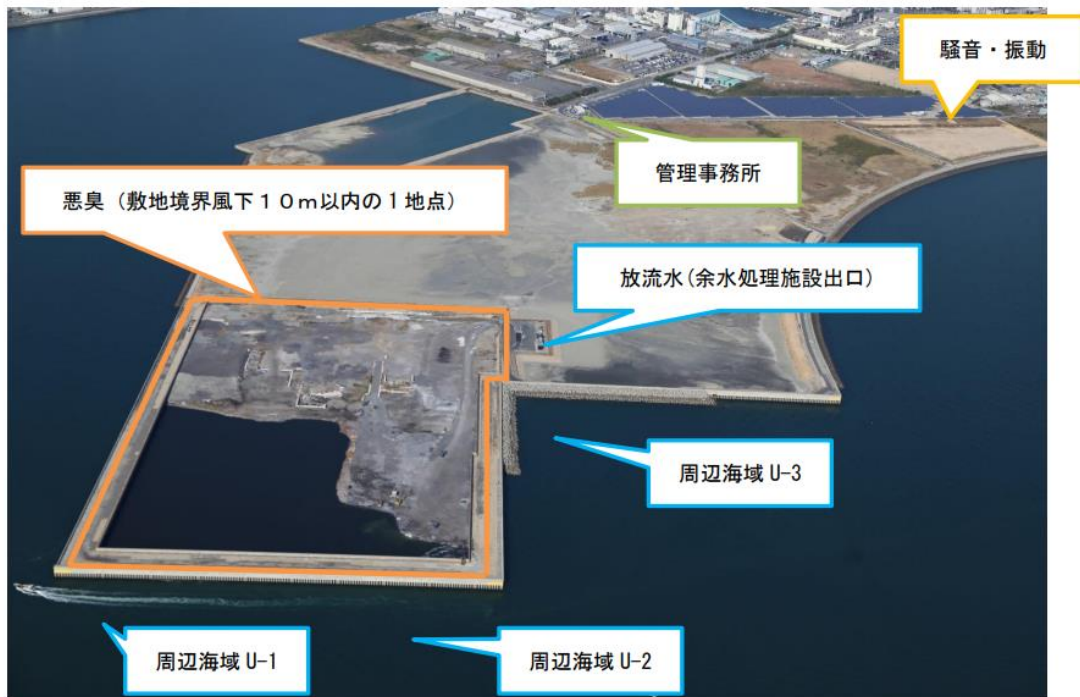 騒音・振動
管理事務所
悪臭（敷地境界風下１０ｍ以内の１地点）
放流水(余水処理施設出口)
周辺海域 U-3
周辺海域 U-1
周辺海域 U-2